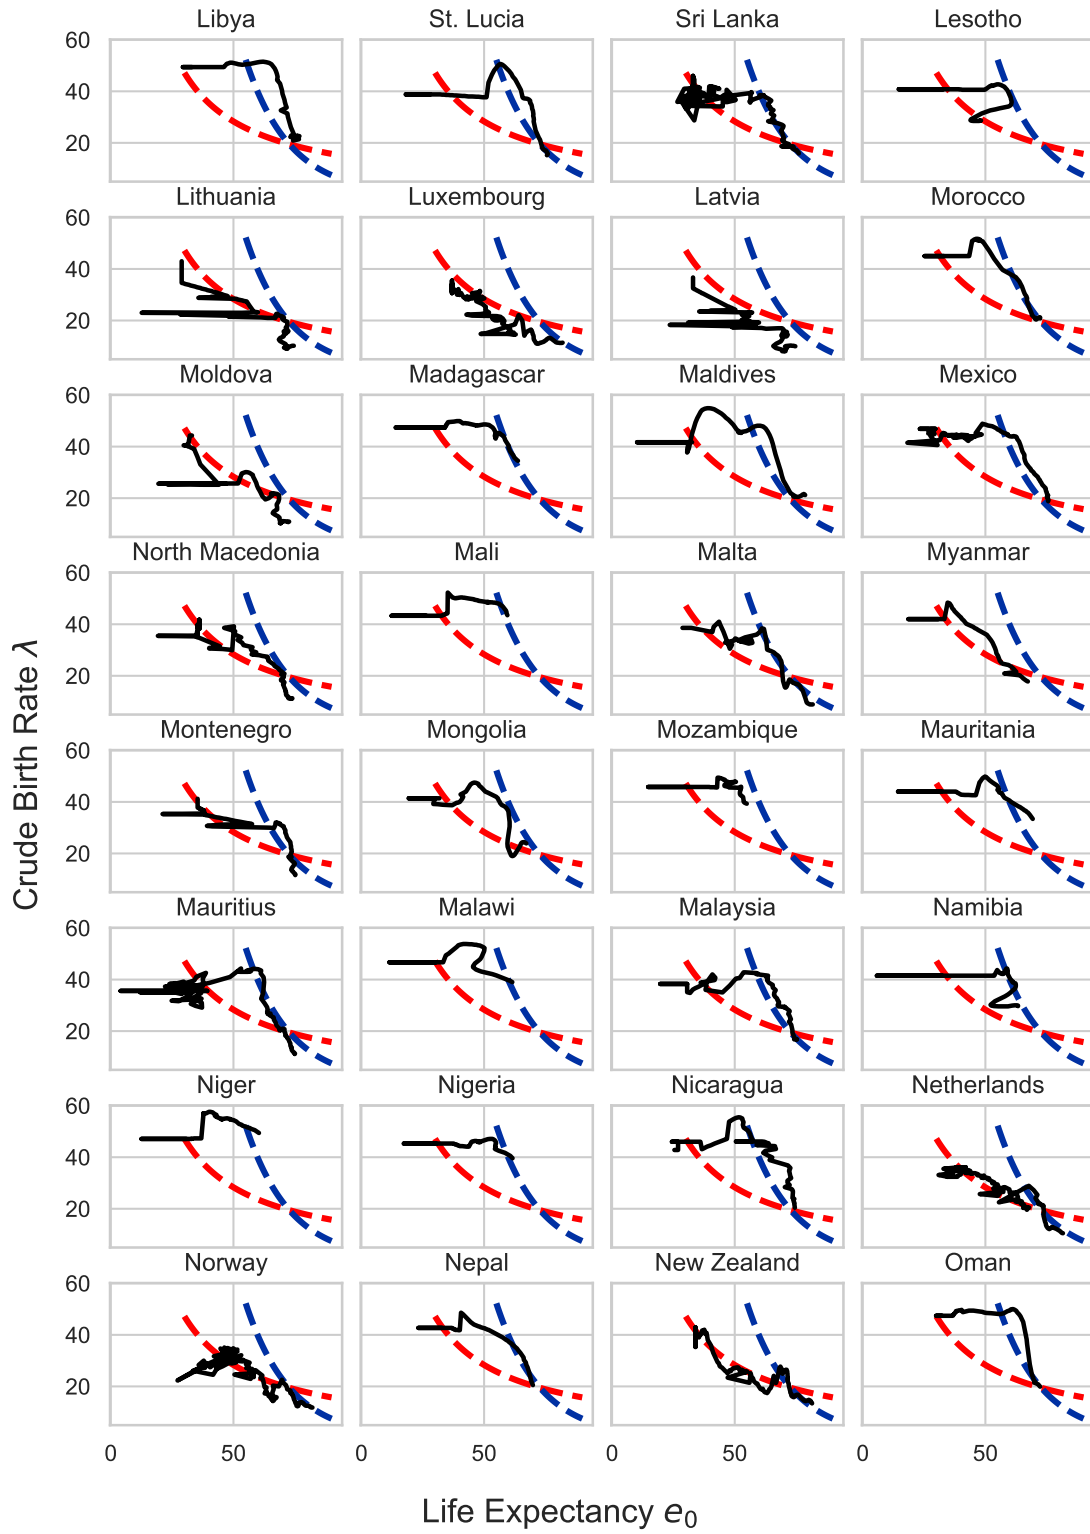 Libya St. Lucia Sri Lanka Lesotho
60
40
20
Lithuania Luxembourg Latvia Morocco
60
40
20
Moldova Madagascar Maldives Mexico
60
40
20
North Macedonia Mali Malta Myanmar
60
40
20
Montenegro Mongolia Mozambique Mauritania
60
40
20
Mauritius Malawi Malaysia Namibia
60
40
20
Niger Nigeria Nicaragua Netherlands
60
40
20
Norway Nepal New Zealand Oman
60
40
20
0 50 0 50 0 50 0 50
Crude Birth Rate λ
Life Expectancy e₀